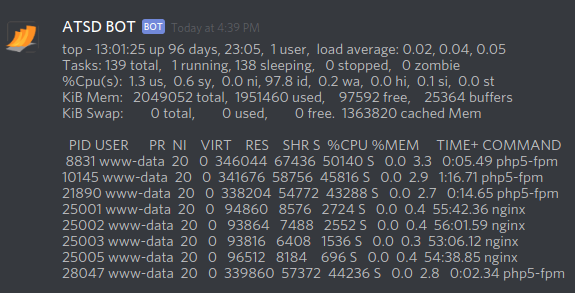 ATSD BOT BOT Today at 4:39 PM
top - 13:01:25 up 96 days, 23:05, 1 user, load average: 0.02, 0.04, 0.05
Tasks: 139 total, 1 running, 138 sleeping, 0 stopped, 0 zombie
%Cpu(s): 1.3 us, 0.6 sy, 0.0 ni, 97.8 id, 0.2 wa, 0.0 hi, 0.1 si, 0.0 st
KiB Mem: 2049052 total, 1951460 used, 97592 free, 25364 buffers
KiB Swap: 0 total, 0 used, 0 free. 1363820 cached Mem
PID USER PR NI VIRT RES SHR S %CPU %MEM TIME+ COMMAND
8831 www-data 20 0 346044 67436 50140 S 0.0 3.3 0:05.49 php5-fpm
10145 www-data 20 0 341676 58756 45816 S 0.0 2.9 1:16.71 php5-fpm
21890 www-data 20 0 338204 54772 43288 S 0.0 2.7 0:14.65 php5-fpm
25001 www-data 20 0 94860 8576 2724 S 0.0 0.4 55:42.36 nginx
25002 www-data 20 0 93864 7488 2552 S 0.0 0.4 56:01.59 nginx
25003 www-data 20 0 93816 6408 1536 S 0.0 0.3 53:06.12 nginx
25005 www-data 20 0 96512 8184 696 S 0.0 0.4 54:38.85 nginx
28047 www-data 20 0 339860 57372 44236 S 0.0 2.8 0:02.34 php5-fpm